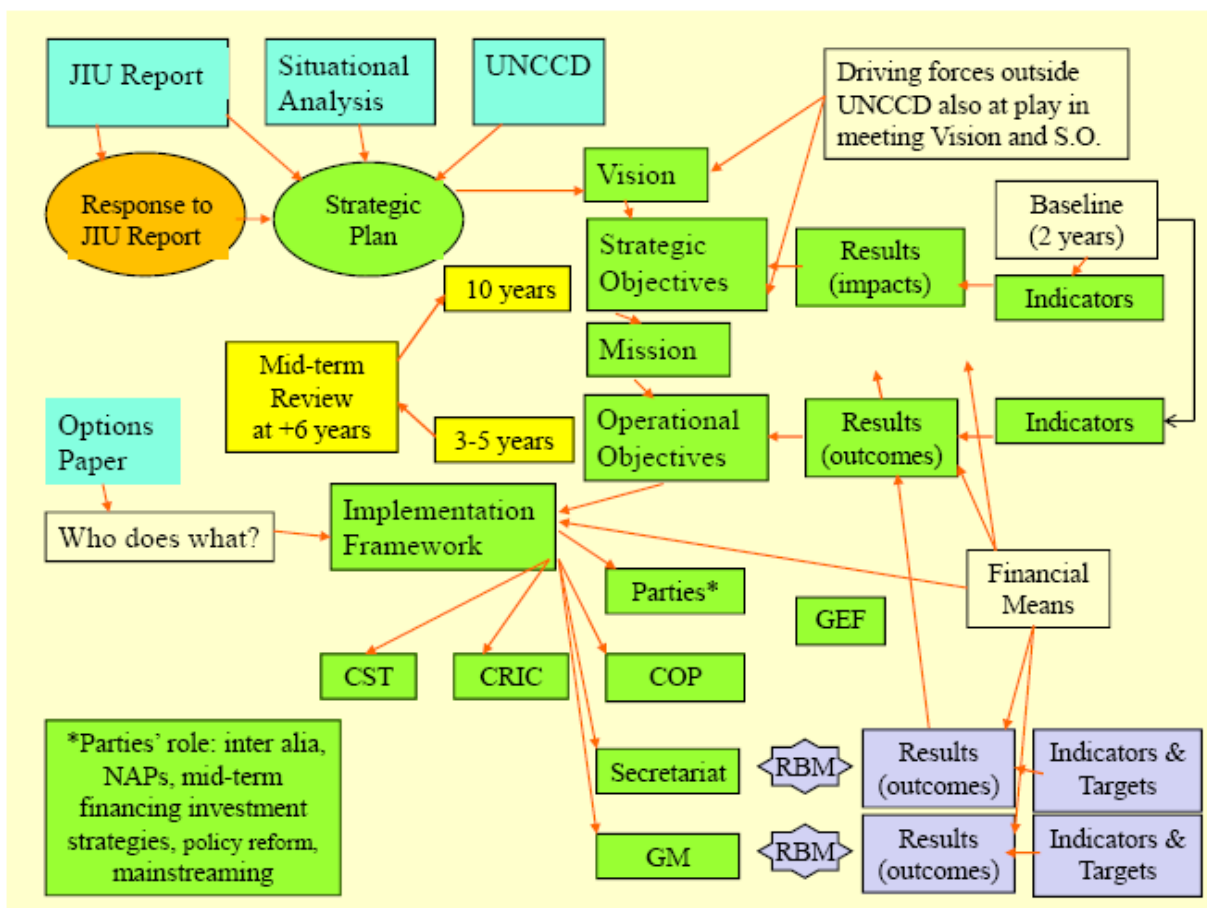 JIU Report
Situational
Analysis
UNCCD
Driving forces outside
UNCCD also at play in
meeting Vision and S.O.
Response to
JIU Report
Strategic
Plan
Vision
Baseline
(2 years)
Strategic
Objectives
Results
(impacts)
Indicators
10 years
Mission
Mid-term
Review
at +6 years
3-5 years
Operational
Objectives
Results
(outcomes)
Indicators
Options
Paper
Who does what?
Implementation
Framework
Parties*
GEF
Financial
Means
CST
CRIC
COP
*Parties’ role: inter alia,
NAPs, mid-term
financing investment
strategies, policy reform,
mainstreaming
Secretariat
RBM
Results
(outcomes)
Indicators &
Targets
GM
RBM
Results
(outcomes)
Indicators &
Targets